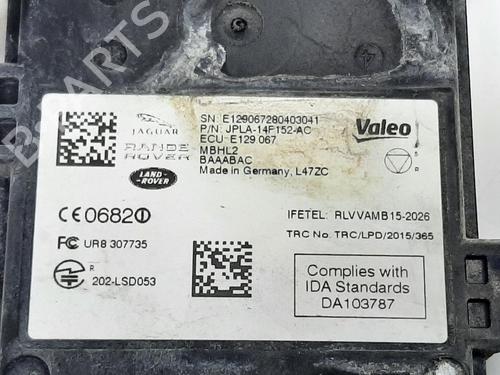 B-Parts
JAGUAR
RANGE
ROVER
LAND-
ROVER
SN: E129067280403041
P/N: JPLA-14F152-AC
ECU E129 067
MBHL2
BAAABAC
Made in Germany, L47ZC
Valeo
CE0682
IFETEL: RLVVAMB15-2026
TRC No. TRC/LPD/2015/365
FC UR8 307735
R
202-LSD053
Complies with
IDA Standards
DA103787